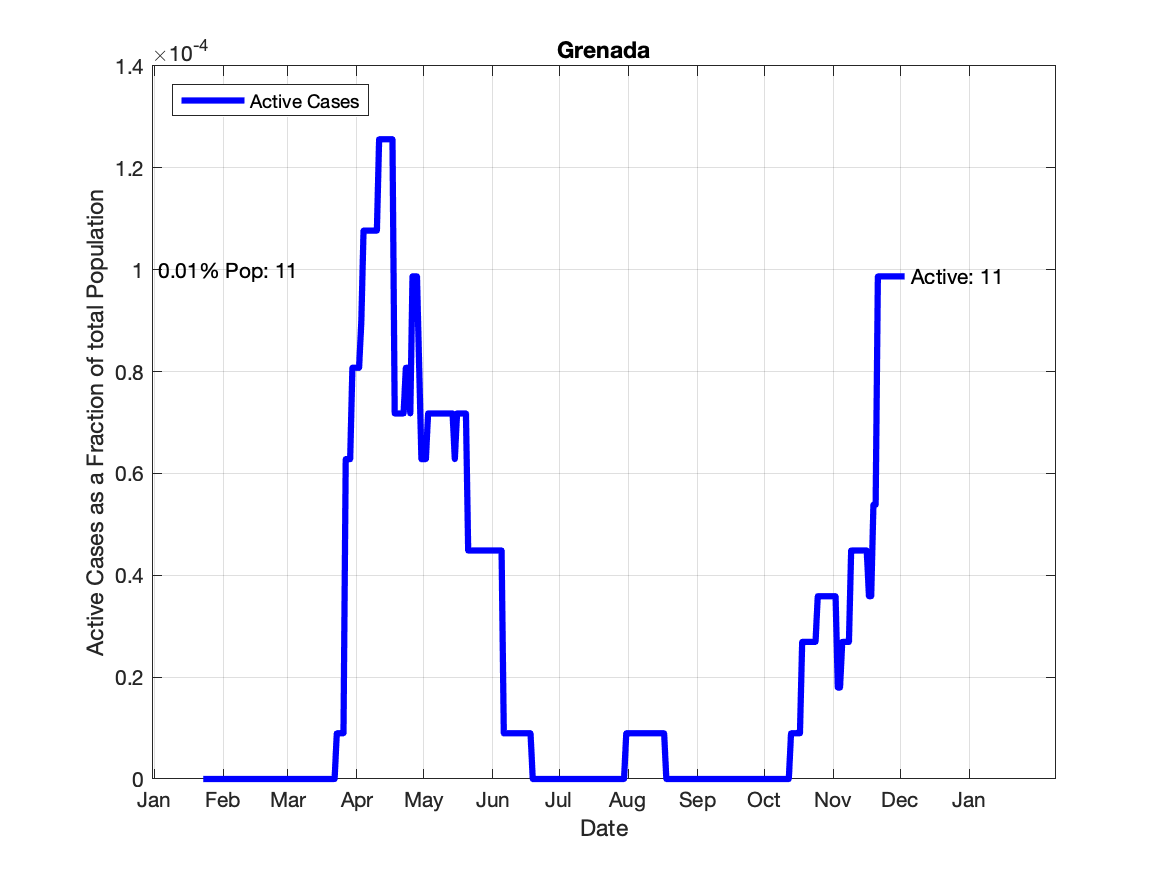 Grenada
×10-4
1.4
1.2
1
0.8
0.6
0.4
0.2
0
Active Cases as a Fraction of total Population
Active Cases
0.01% Pop: 11
Active: 11
Jan Feb Mar Apr May Jun Jul Aug Sep Oct Nov Dec Jan
Date